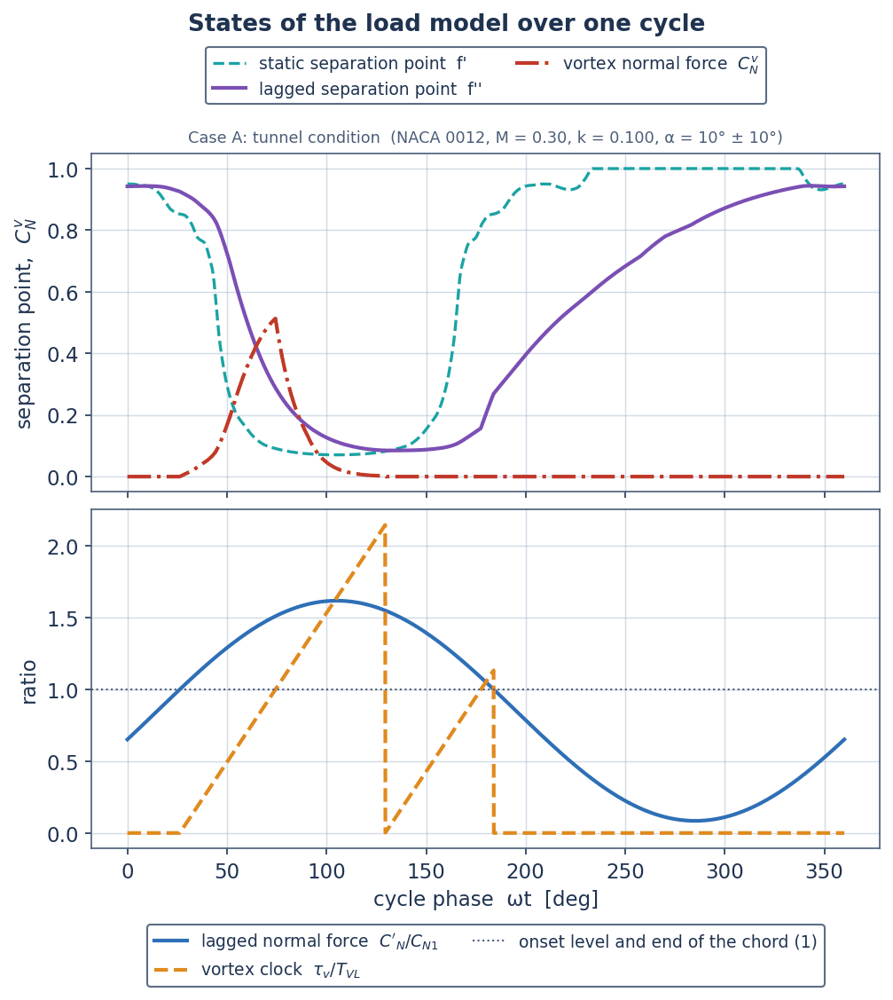 States of the load model over one cycle
static separation point f'
lagged separation point f''
vortex normal force C_N^v
Case A: tunnel condition (NACA 0012, M = 0.30, k = 0.100, α = 10° ± 10°)
separation point, C_N^v
1.0
0.8
0.6
0.4
0.2
0.0
ratio
2.0
1.5
1.0
0.5
0.0
0 50 100 150 200 250 300 350
cycle phase ωt [deg]
lagged normal force C'_N/C_{N1}
vortex clock τ_v/T_{VL}
onset level and end of the chord (1)